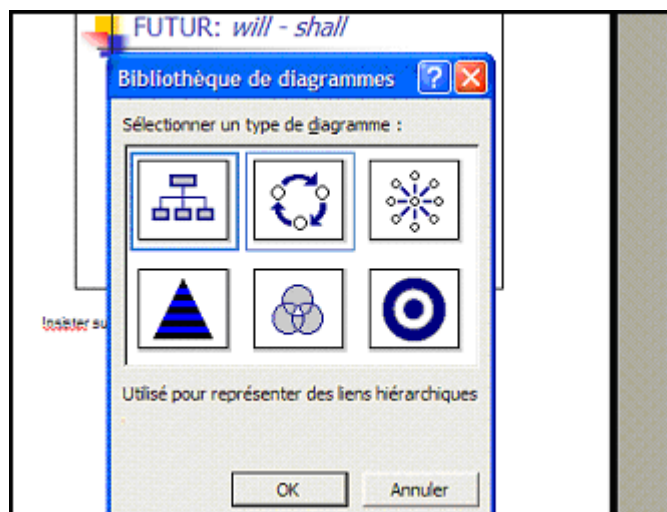 FUTUR: will - shall
Bibliothèque de diagrammes
Sélectionner un type de diagramme :
Insister su
Utilisé pour représenter des liens hiérarchiques
OK
Annuler